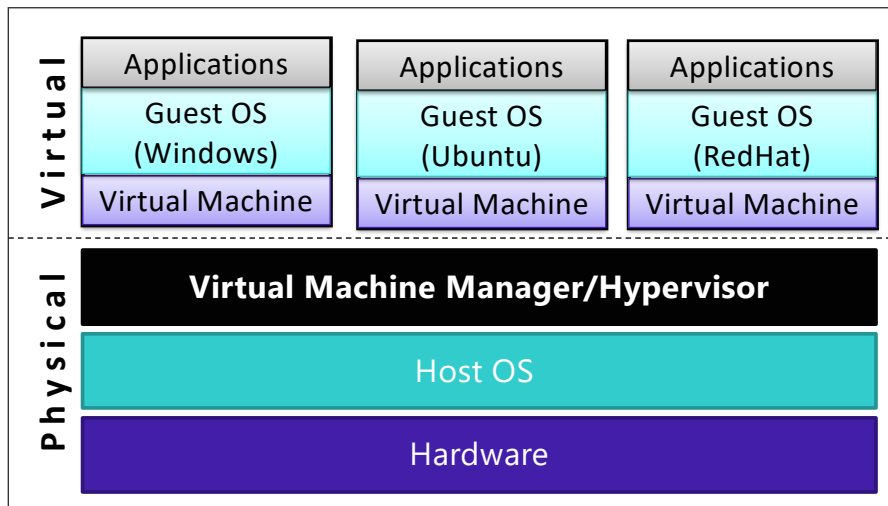 Virtual
Applications
Guest OS
(Windows)
Virtual Machine
Applications
Guest OS
(Ubuntu)
Virtual Machine
Applications
Guest OS
(RedHat)
Virtual Machine
Physical
Virtual Machine Manager/Hypervisor
Host OS
Hardware